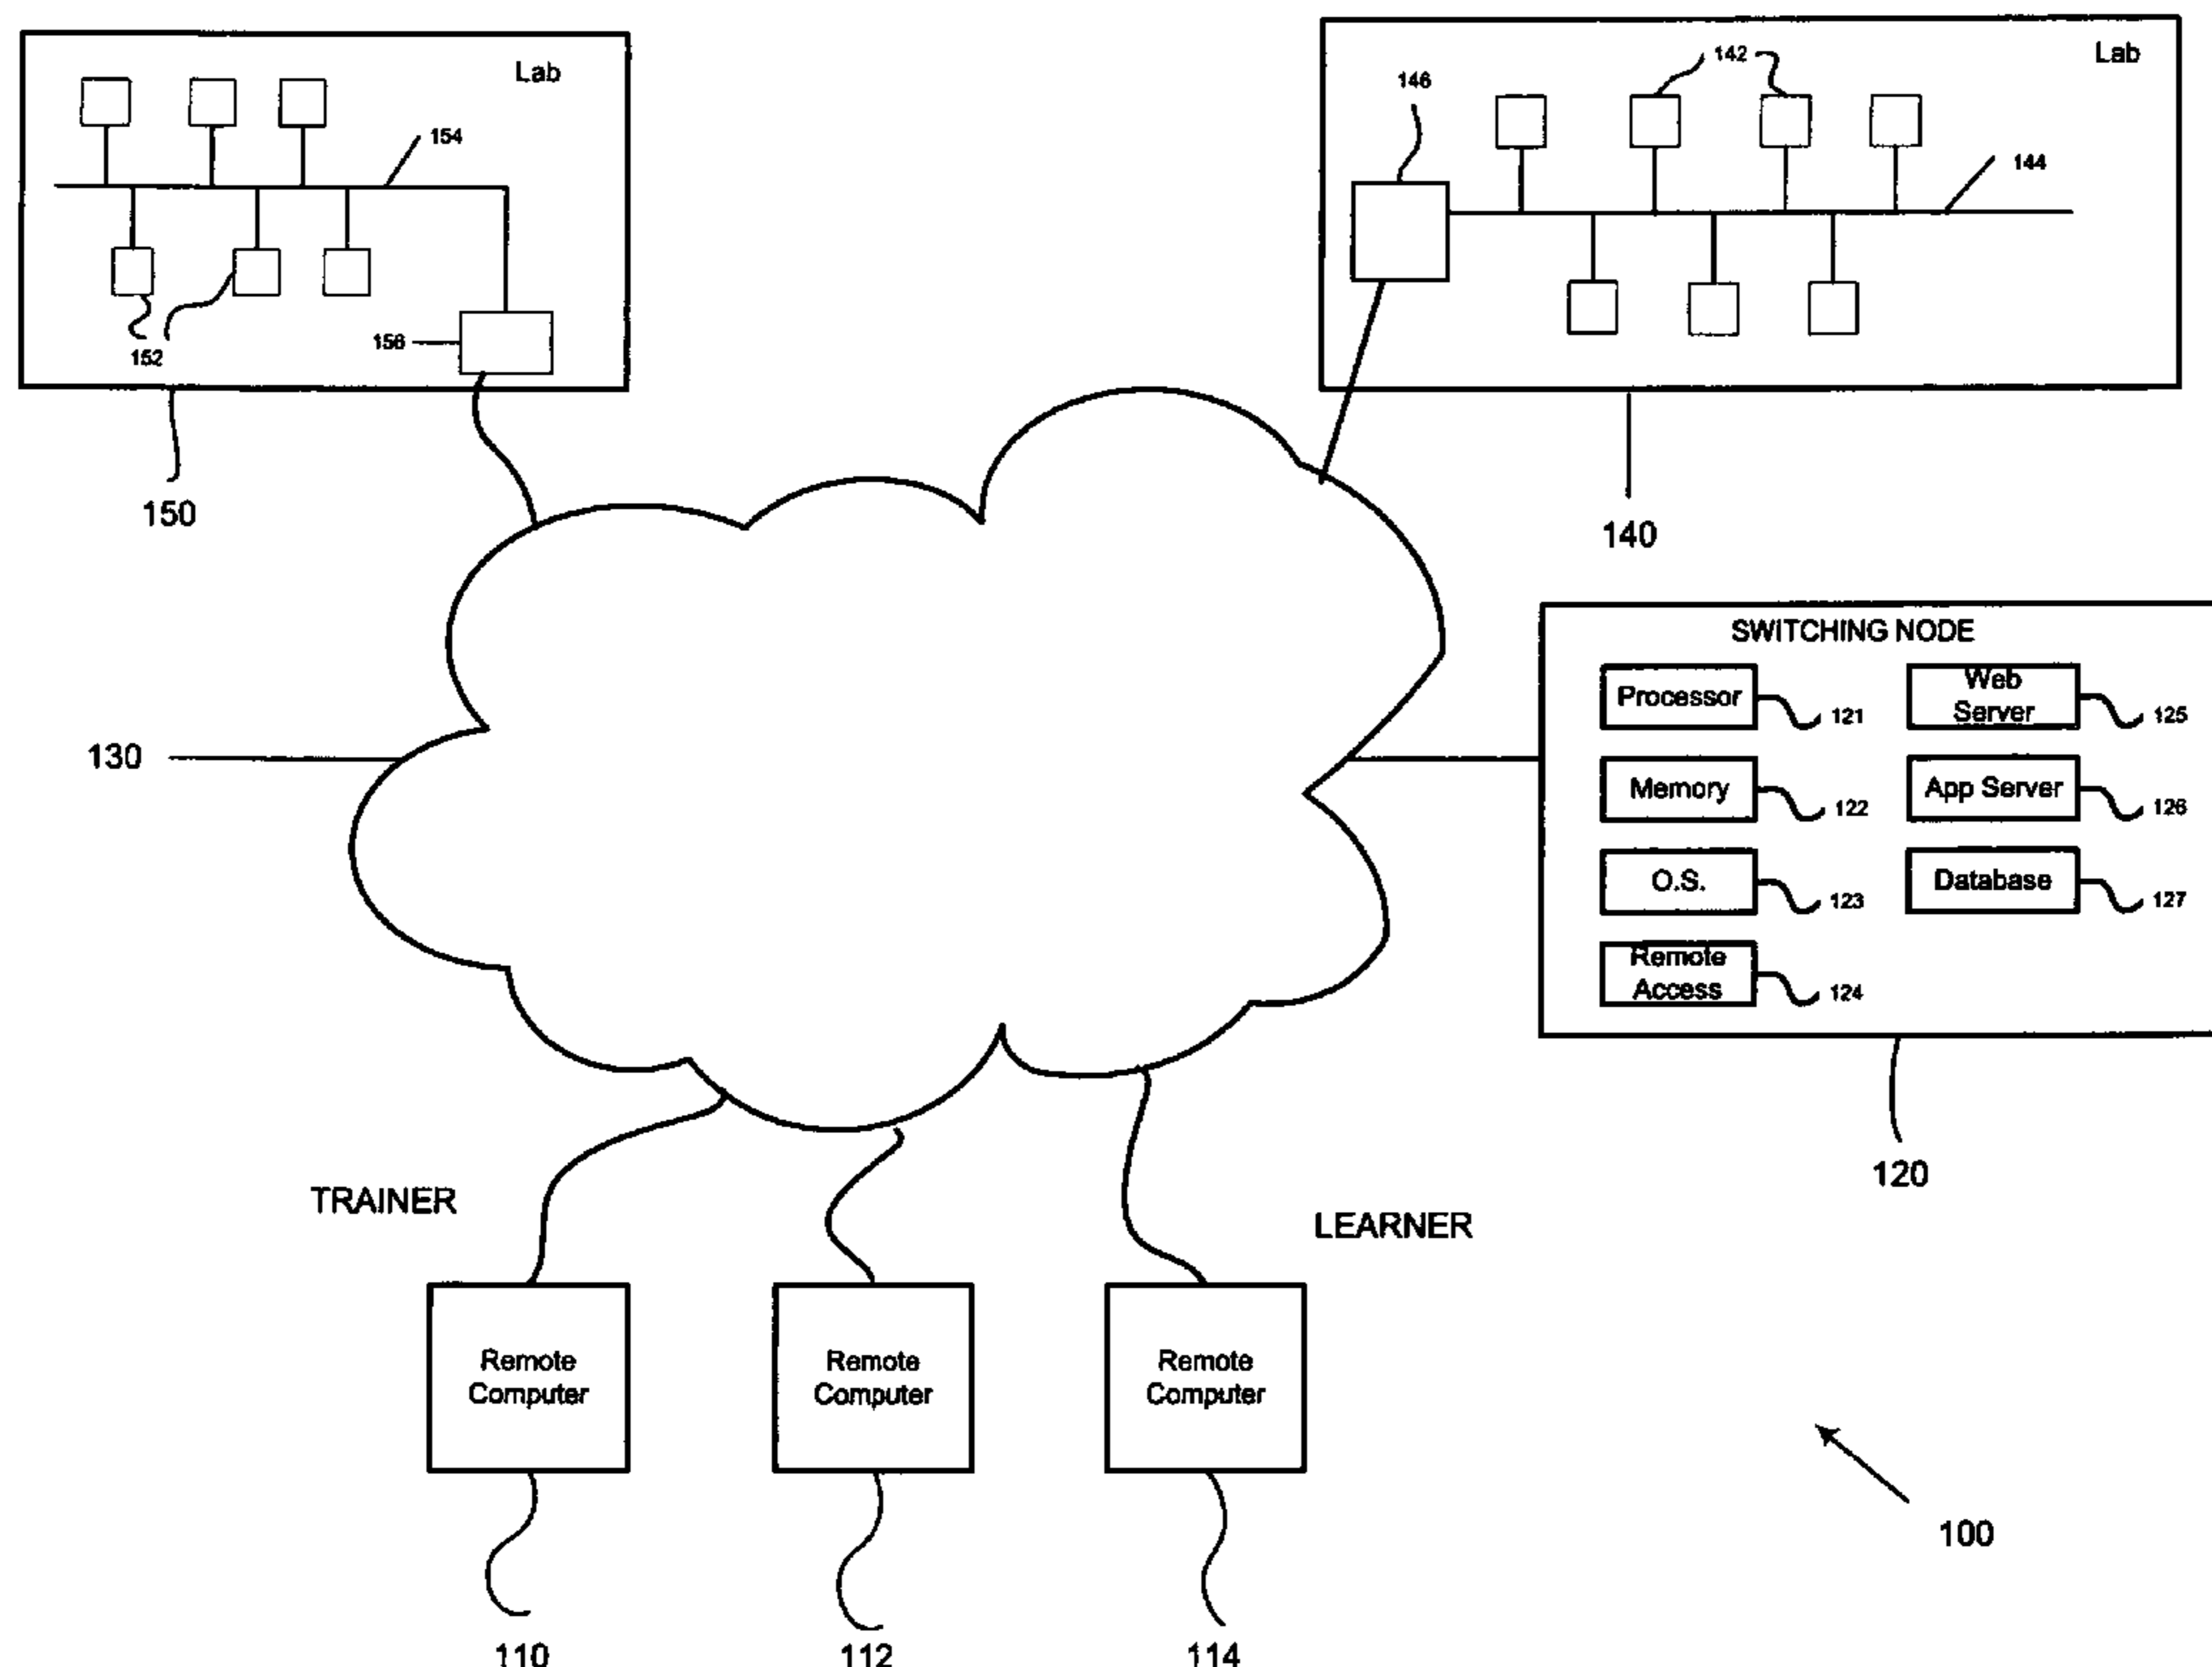 Lab
154
152
156
150
Lab
142
146
144
140
130
SWITCHING NODE
Processor
121
Web
Server
125
Memory
122
App Server
126
O.S.
123
Database
127
Remote
Access
124
120
TRAINER
LEARNER
Remote
Computer
Remote
Computer
Remote
Computer
110
112
114
100